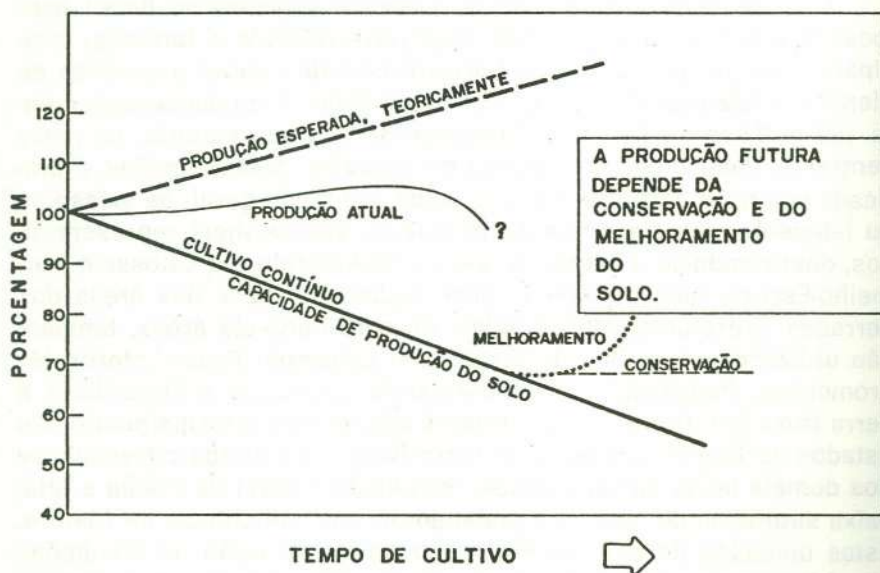 PORCENTAGEM
120
110
100
90
80
70
60
50
40
PRODUÇÃO ESPERADA, TEORICAMENTE
PRODUÇÃO ATUAL
?
CULTIVO CONTÍNUO
CAPACIDADE DE PRODUÇÃO DO SOLO
MELHORAMENTO
CONSERVAÇÃO
A PRODUÇÃO FUTURA
DEPENDE DA
CONSERVAÇÃO E DO
MELHORAMENTO
DO
SOLO.
TEMPO DE CULTIVO